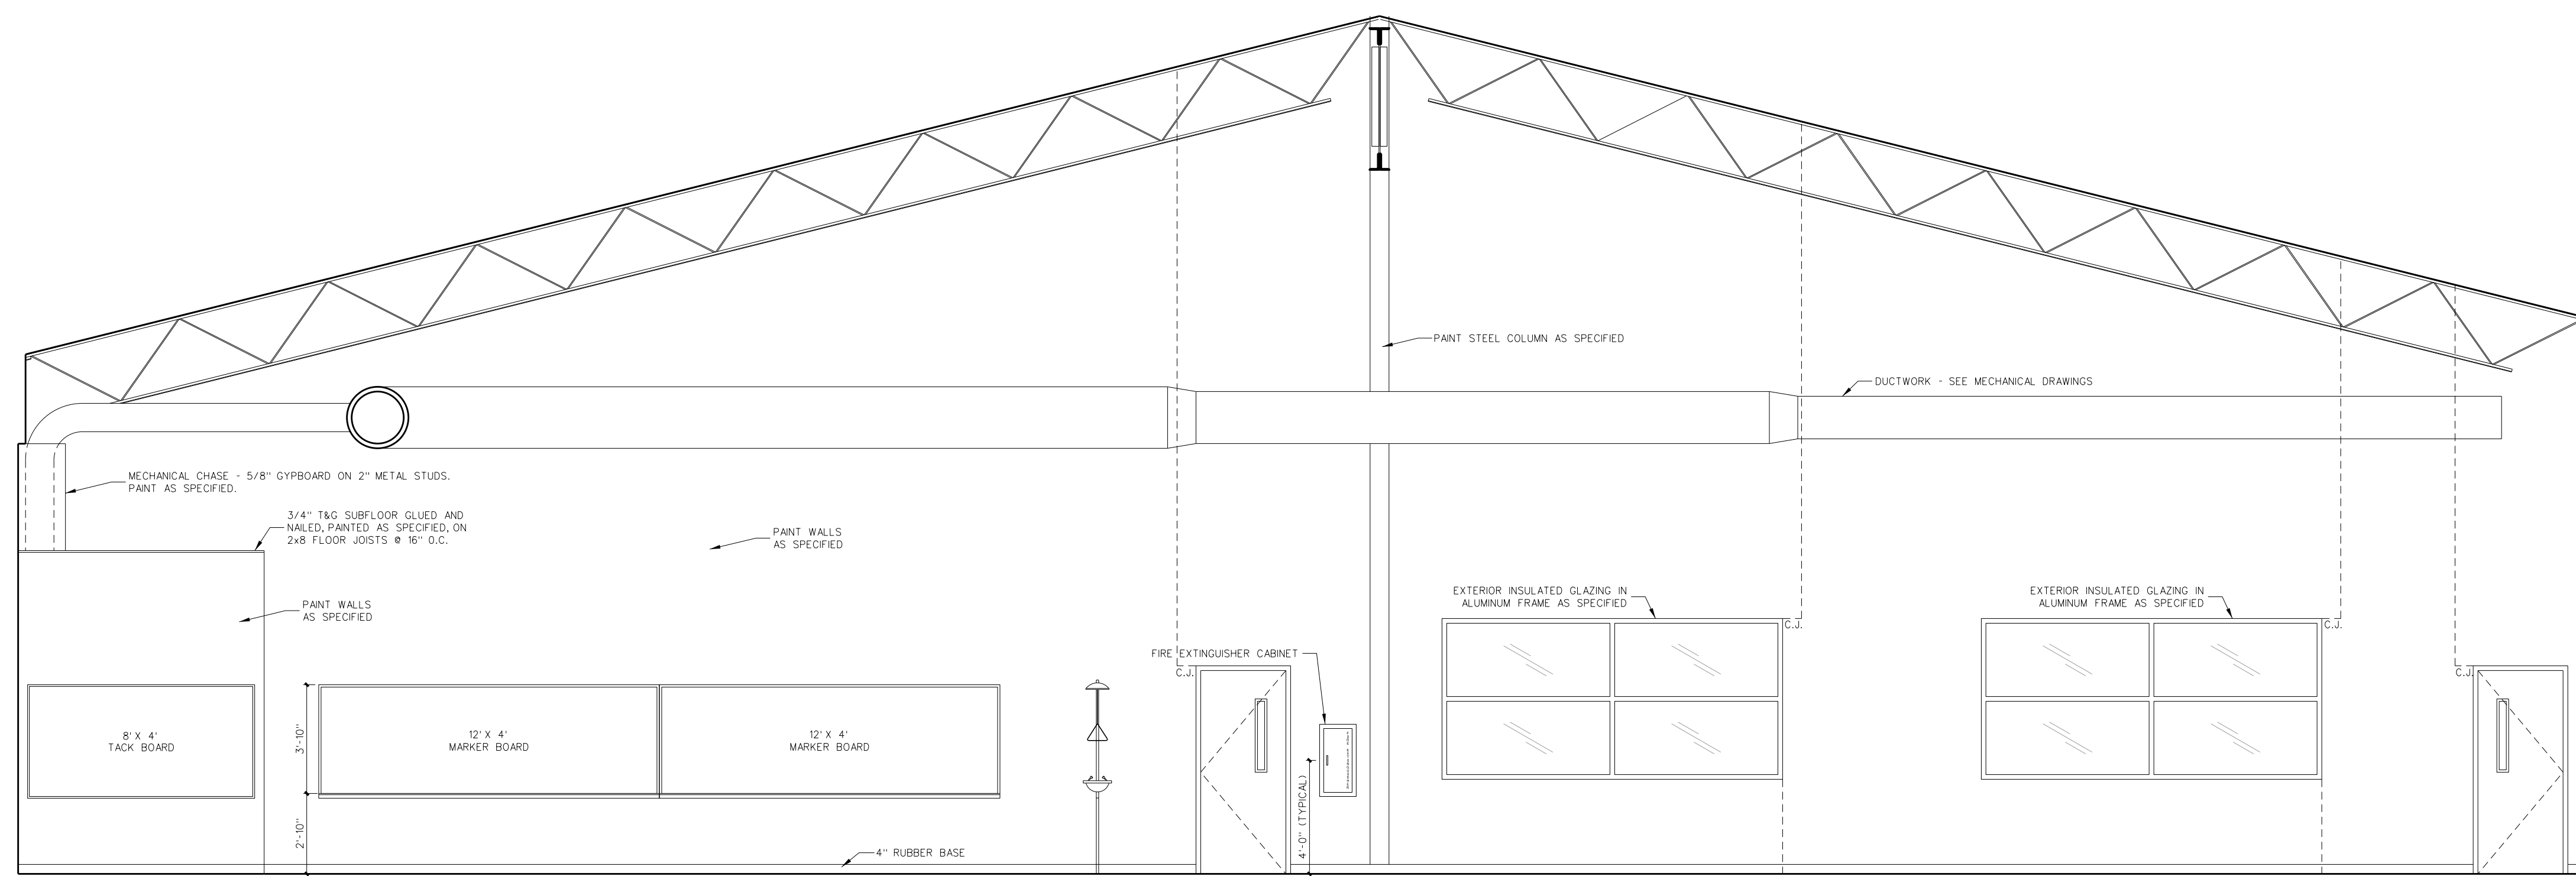 PAINT STEEL COLUMN AS SPECIFIED
DUCTWORK - SEE MECHANICAL DRAWINGS
MECHANICAL CHASE - 5/8" GYPBOARD ON 2" METAL STUDS.
PAINT AS SPECIFIED.
3/4" T&G SUBFLOOR GLUED AND
NAILED, PAINTED AS SPECIFIED, ON
2x8 FLOOR JOISTS @ 16" O.C.
PAINT WALLS
AS SPECIFIED
PAINT WALLS
AS SPECIFIED
EXTERIOR INSULATED GLAZING IN
ALUMINUM FRAME AS SPECIFIED
EXTERIOR INSULATED GLAZING IN
ALUMINUM FRAME AS SPECIFIED
C.J.
C.J.
FIRE EXTINGUISHER CABINET
C.J.
C.J.
8' X 4'
TACK BOARD
3'-10"
12' X 4'
MARKER BOARD
12' X 4'
MARKER BOARD
2'-10"
4'-0" (TYPICAL)
4" RUBBER BASE